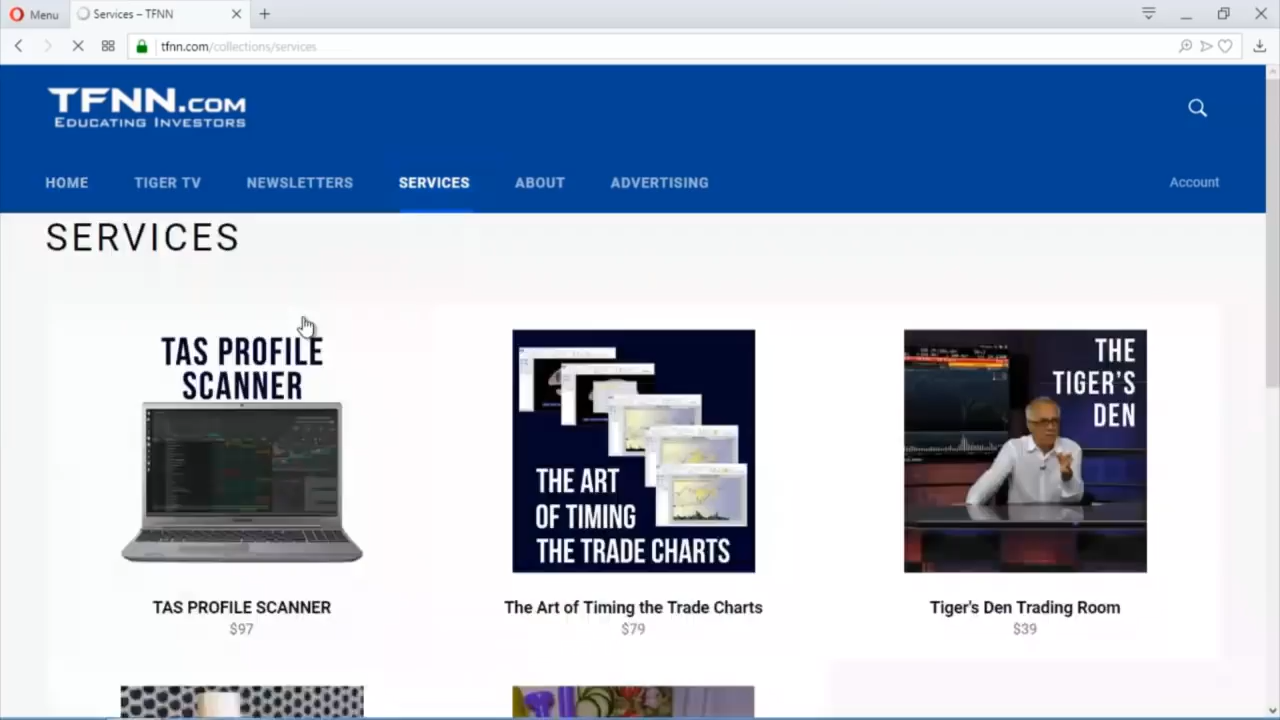 Menu
Services – TFNN
tfnn.com/collections/services
TFNN.COM
EDUCATING INVESTORS
HOME
TIGER TV
NEWSLETTERS
SERVICES
ABOUT
ADVERTISING
Account
SERVICES
TAS PROFILE
SCANNER
THE ART
OF TIMING
THE TRADE CHARTS
THE
TIGER'S
DEN
TAS PROFILE SCANNER
$97
The Art of Timing the Trade Charts
$79
Tiger's Den Trading Room
$39